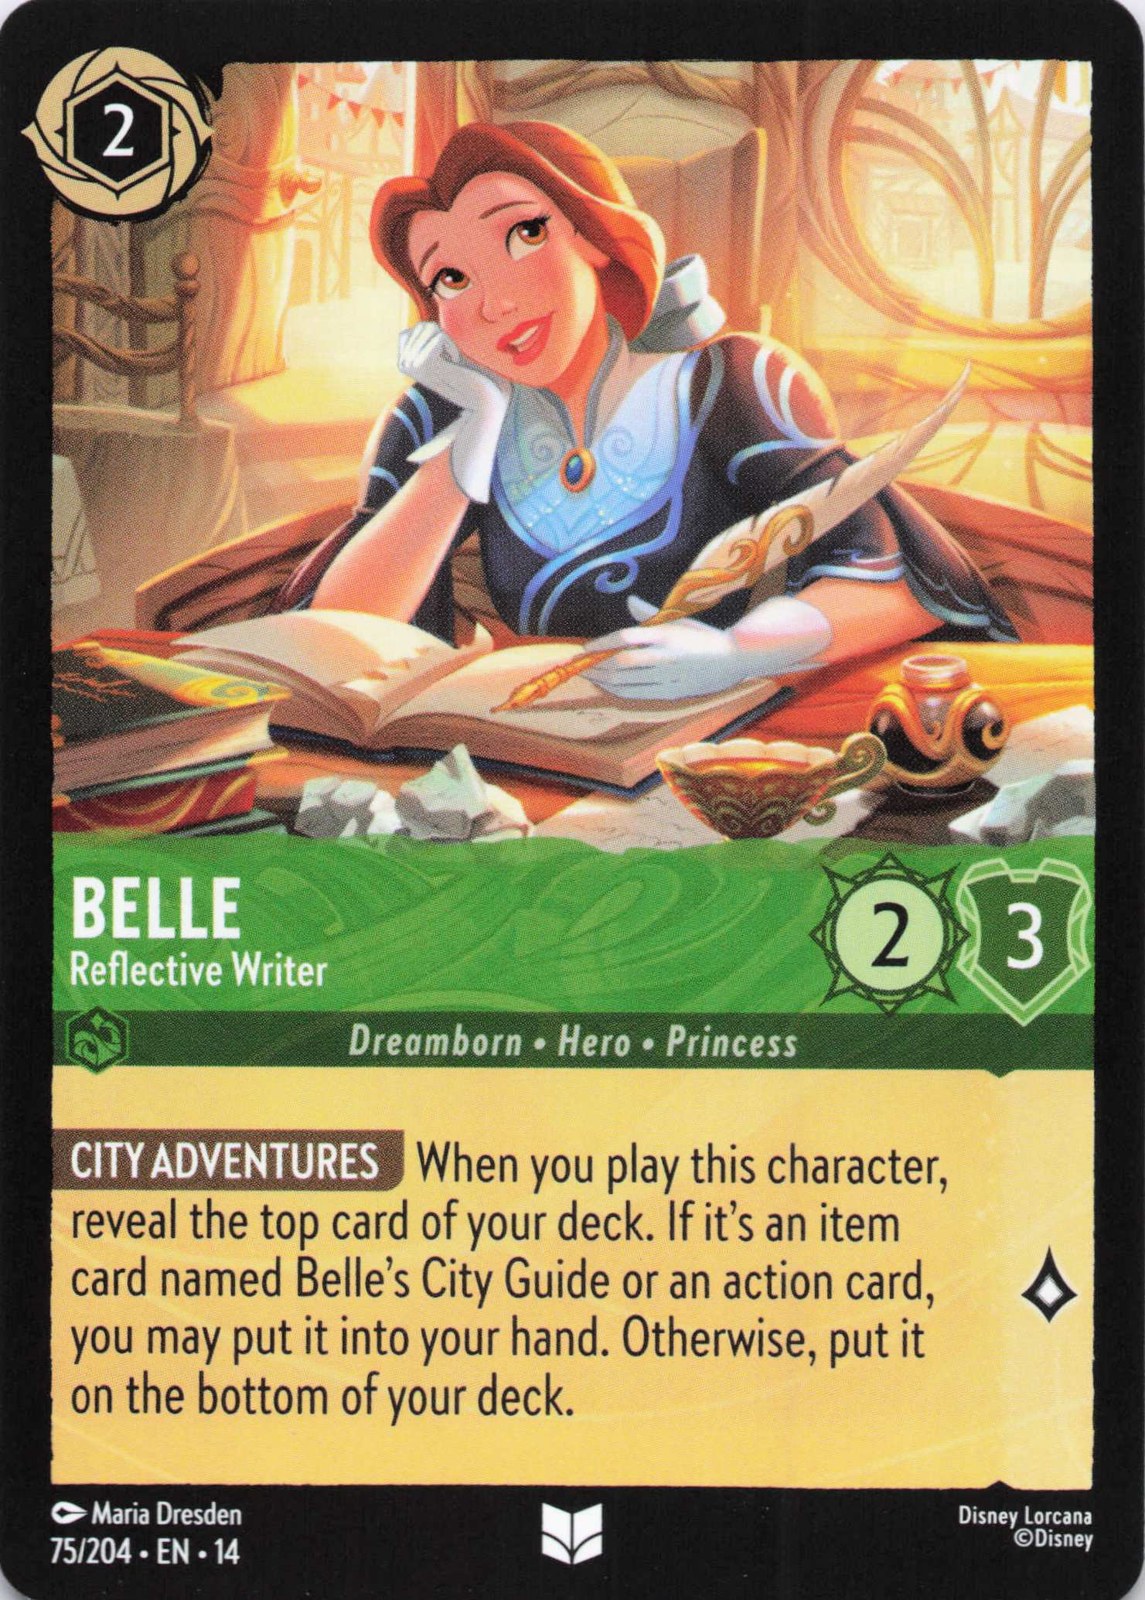 2
BELLE
Reflective Writer
2
3
Dreamborn • Hero • Princess
CITY ADVENTURES When you play this character,
reveal the top card of your deck. If it's an item
card named Belle's City Guide or an action card,
you may put it into your hand. Otherwise, put it
on the bottom of your deck.
Maria Dresden
75/204 • EN • 14
Disney Lorcana
©Disney